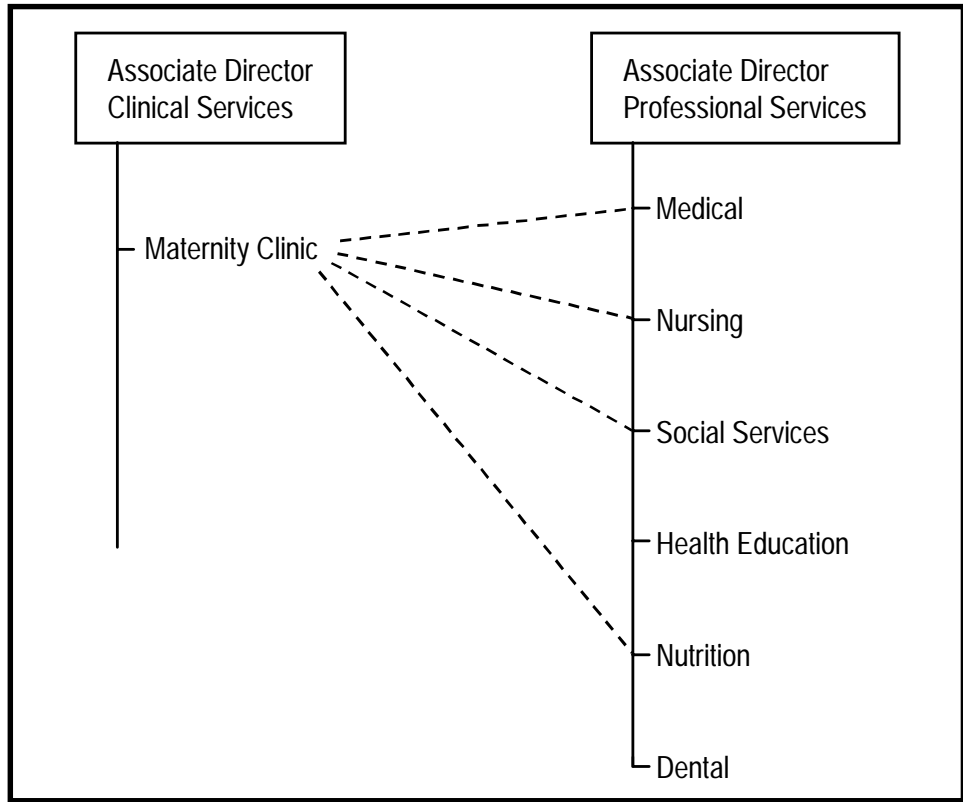 Associate Director
Clinical Services
Associate Director
Professional Services
Maternity Clinic
Medical
Nursing
Social Services
Health Education
Nutrition
Dental